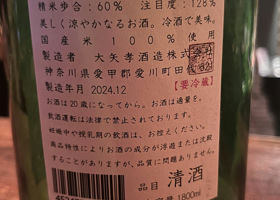 精米歩合：60％ 注目度：128％
美しく涼やかなるお酒。冷酒で美味。
国産米100％使用
製造者 大矢孝酒造株式
神奈川県愛甲郡愛川町田
製造年月 2024.12 【要冷蔵】
お酒は20歳になってから。お酒は適量を。
飲酒運転は法律で禁止されております。
妊娠中や授乳期の飲酒は、お控えください。
商品特性によりお酒の成分が浮遊または沈殿
することがありますが、品質に問題ありません。
品目 清酒
1800ml